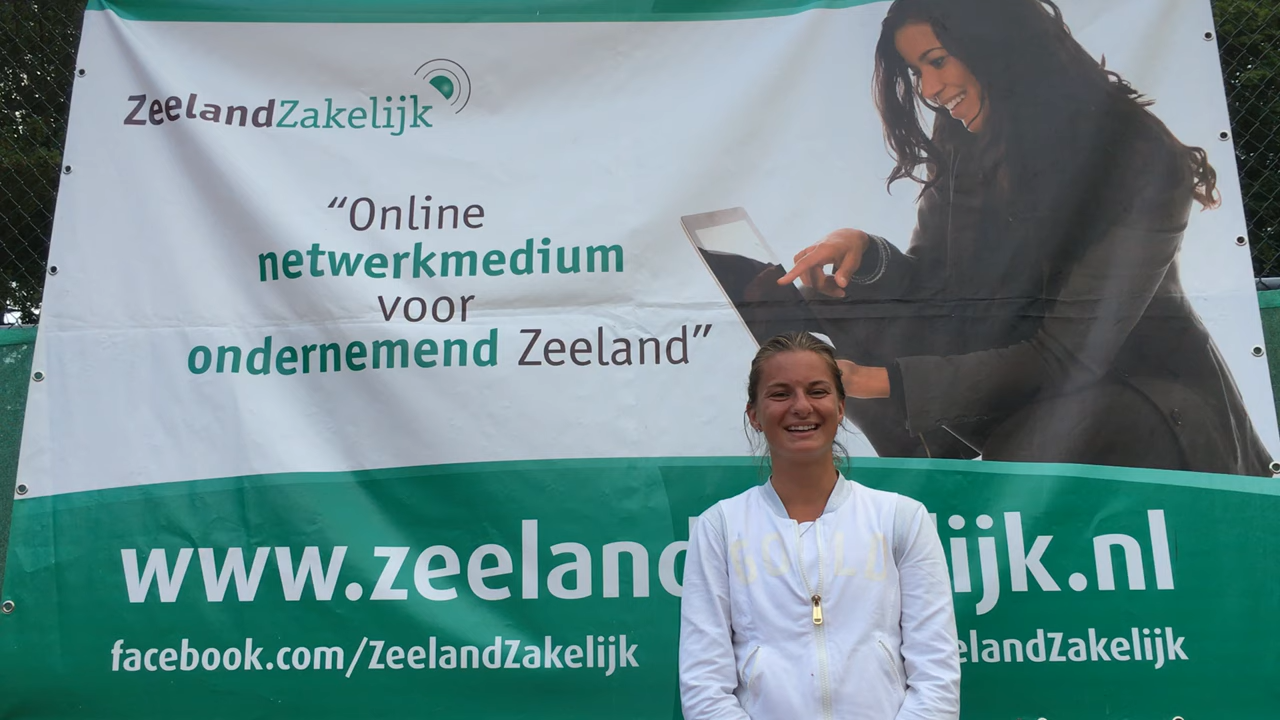 ZeelandZakelijk
“Online
netwerkmedium
voor
ondernemend Zeeland”
www.zeeland ijk.nl
facebook.com/ZeelandZakelijk elandZakelijk